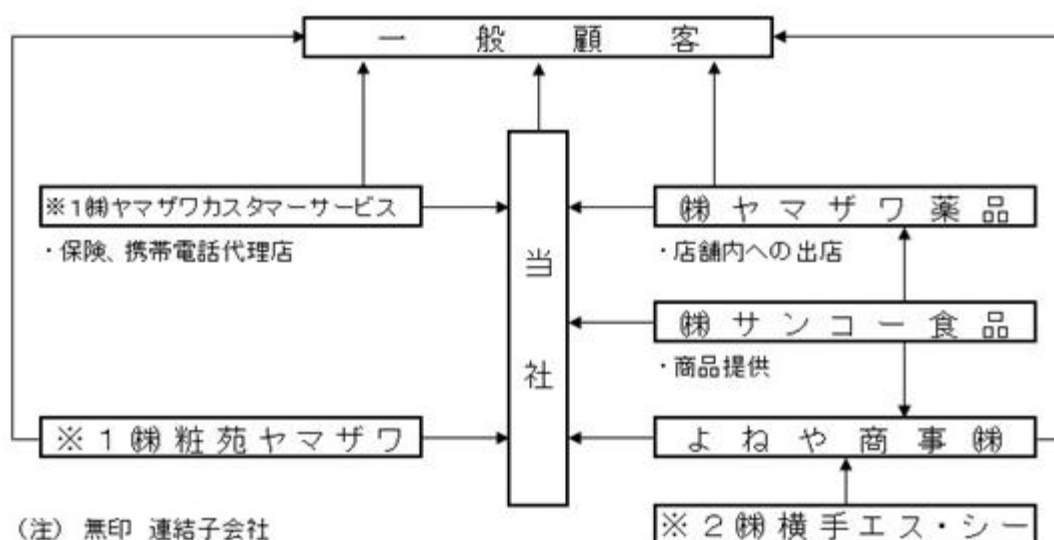 一般顧客
※1㈱ヤマザワカスタマーサービス
・保険、携帯電話代理店
当社
㈱ヤマザワ薬品
・店舗内への出店
㈱サンコー食品
・商品提供
※1㈱粧苑ヤマザワ
よねや商事㈱
※2㈱横手エス・シー
(注) 無印 連結子会社